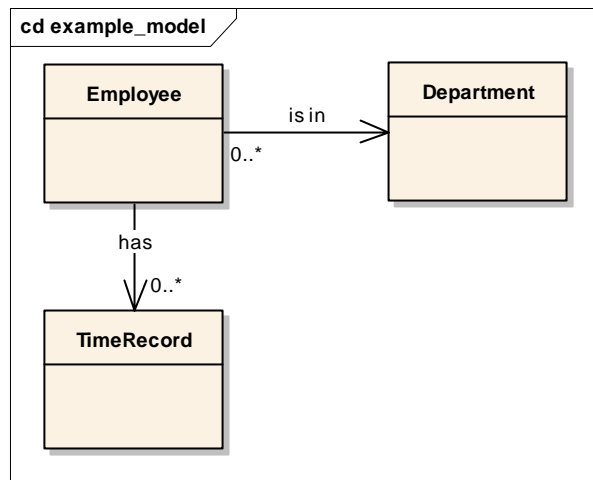 cd example_model
Employee
Department
is in
0..*
has
0..*
TimeRecord